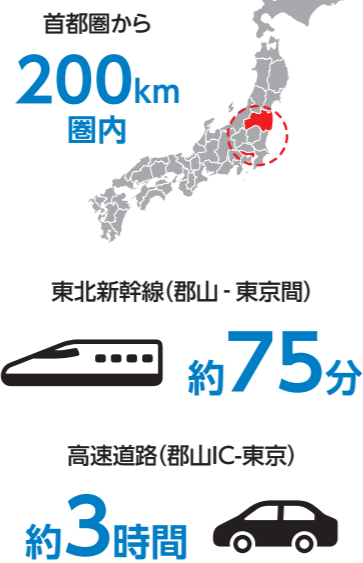 首都圏から
200km
圏内
東北新幹線(郡山 - 東京間)
約75分
高速道路(郡山IC-東京)
約3時間